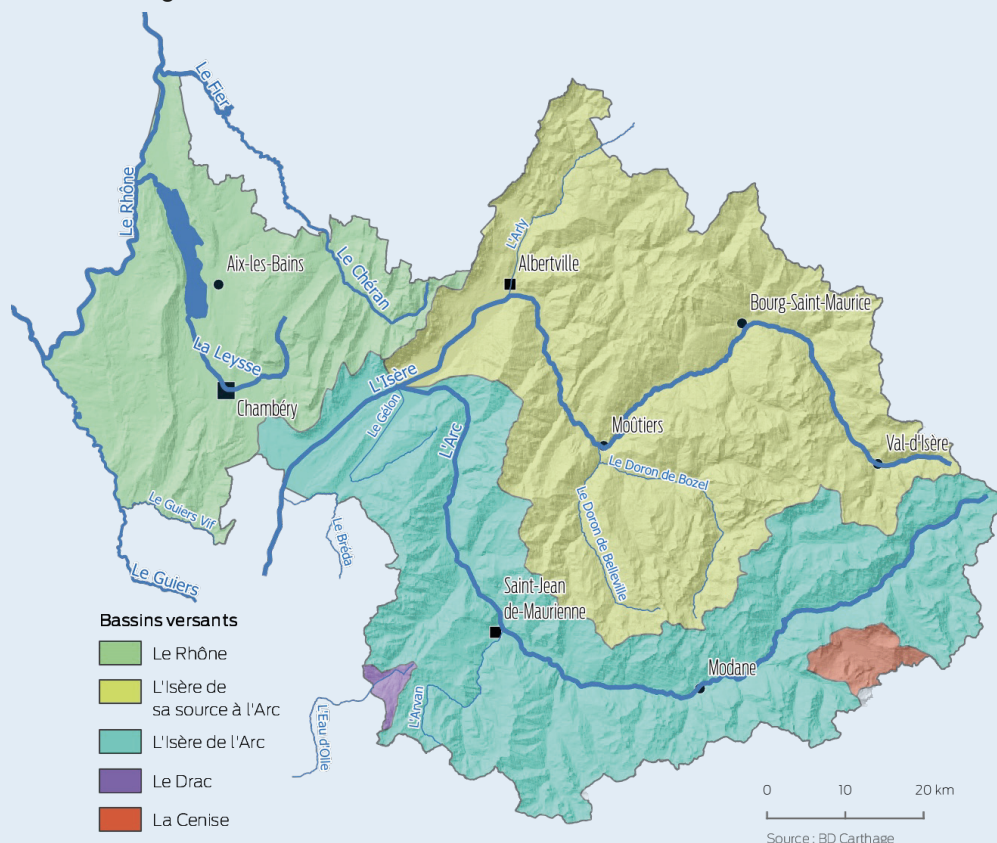 Le Fier
Le Rhône
Aix-les-Bains
Le Chéran
L'Arly
Albertville
Bourg-Saint-Maurice
La Leysse
Chambéry
L'Isère
Le Gelon
L'Arc
Moûtiers
Val-d'Isère
Le Doron de Bozel
Le Doron de Belleville
Le Guiers Vif
Le Bréda
Le Guiers
Saint-Jean
de-Maurienne
Modane
L'Arvan
L'Eau d'Olle
Bassins versants
Le Rhône
L'Isère de
sa source à l'Arc
L'Isère de l'Arc
Le Drac
La Cenise
0 10 20 km
Source : BD Carthage